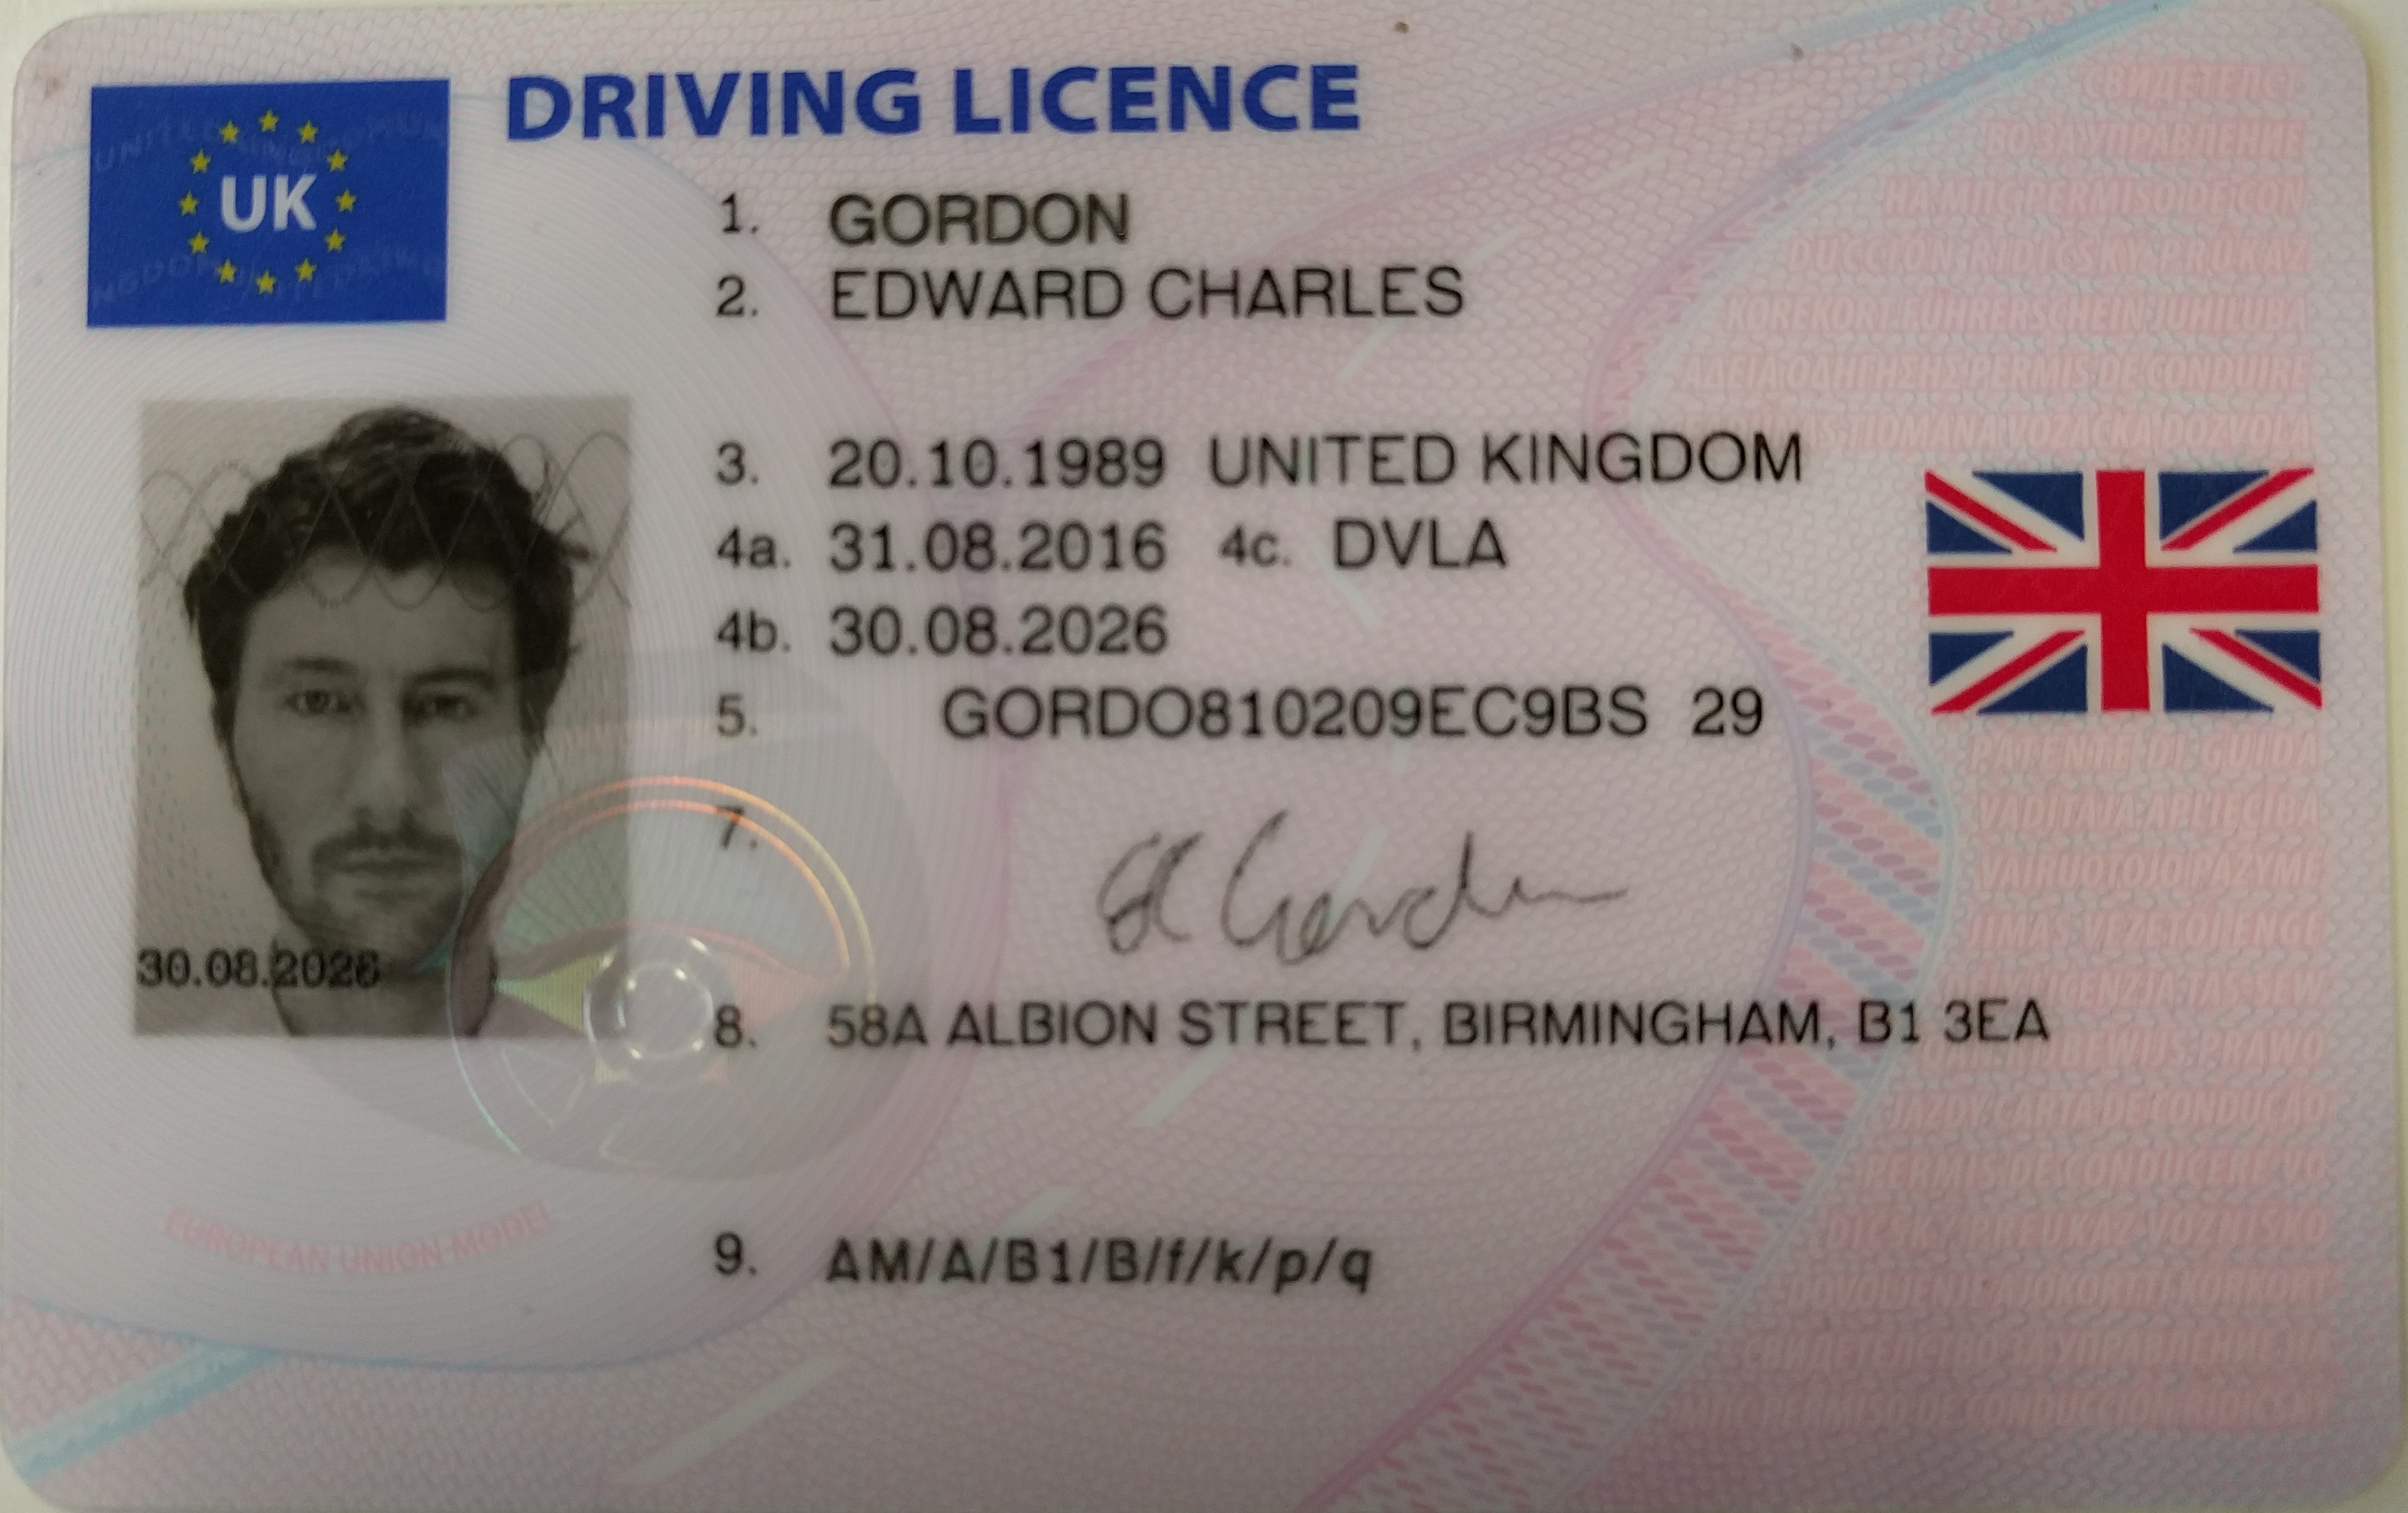 DRIVING LICENCE
UK
1. GORDON
2. EDWARD CHARLES
3. 20.10.1989 UNITED KINGDOM
4a. 31.08.2016 4c. DVLA
4b. 30.08.2026
5. GORDO810209EC9BS 29
7.
30.08.2026
8. 58A ALBION STREET, BIRMINGHAM, B1 3EA
EUROPEAN UNION MODEL
9. AM/A/B1/B/f/k/p/q